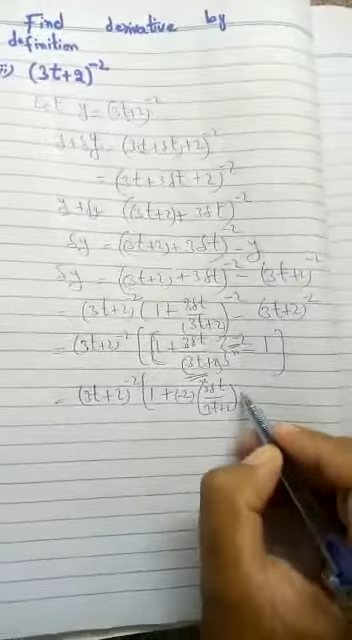 Find derivative by
definition
ii) (3t+2)⁻²
Let y = (3t+2)⁻²
y+δy = (3(t+δt)+2)⁻²
= (3t+3δt+2)⁻²
y+δy ((3t+2)+3δt)⁻²
δy = ((3t+2)+3δt)⁻² - y
δy = ((3t+2)+3δt)⁻² - (3t+2)⁻²
= (3t+2)⁻² (1 + 3δt/(3t+2))⁻² - (3t+2)⁻²
= (3t+2)⁻² [(1 + 3δt/(3t+2))⁻² - 1]
= (3t+2)⁻² (1 + (-2)(3δt/3t+2)